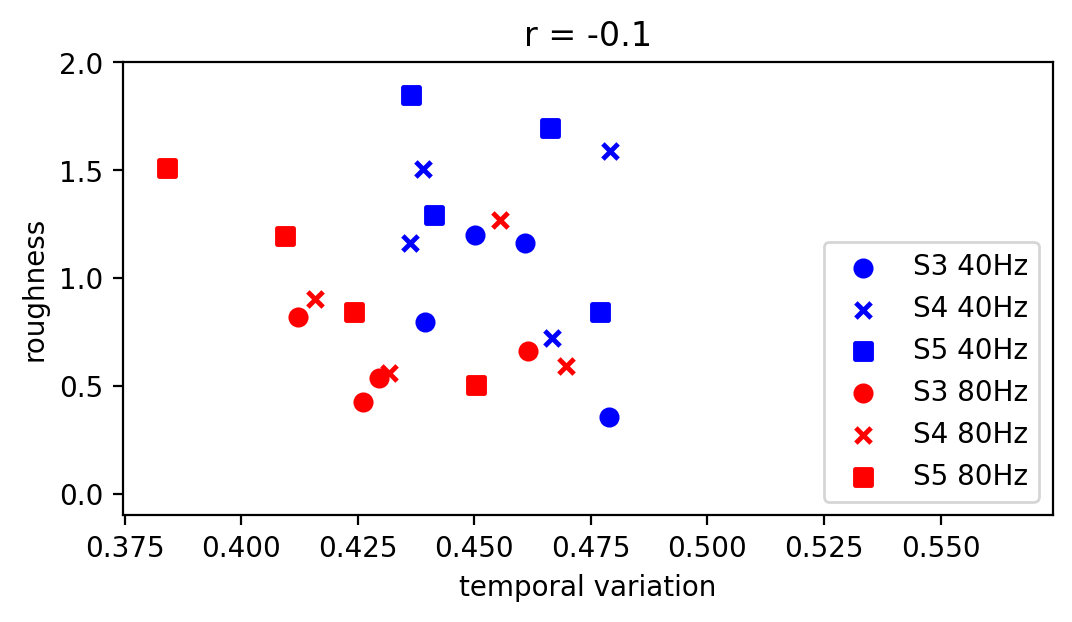 r = -0.1
2.0
1.5
1.0
0.5
0.0
roughness
0.375 0.400 0.425 0.450 0.475 0.500 0.525 0.550
temporal variation
S3 40Hz
S4 40Hz
S5 40Hz
S3 80Hz
S4 80Hz
S5 80Hz